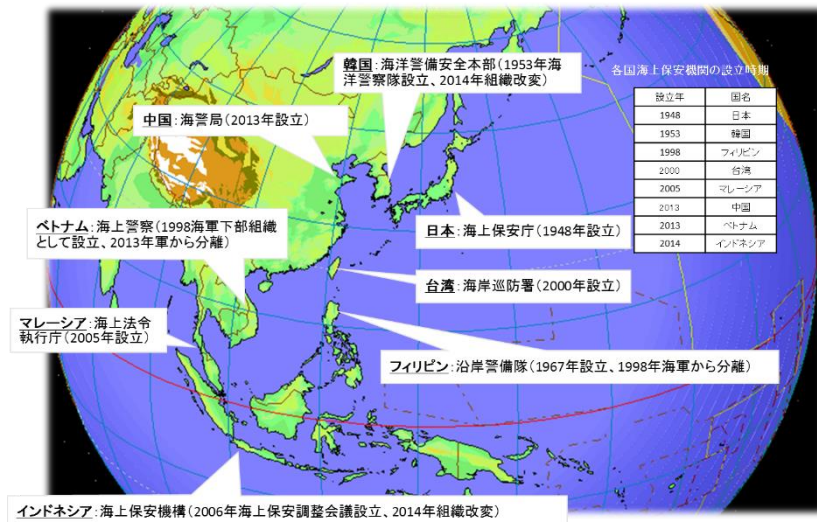 韓国：海洋警備安全本部（1953年海
洋警察隊設立、2014年組織改変）
中国：海警局（2013年設立）
ベトナム：海上警察（1998海軍下部組織
として設立、2013年軍から分離）
日本：海上保安庁（1948年設立）
台湾：海岸巡防署（2000年設立）
マレーシア：海上法令
執行庁（2005年設立）
フィリピン：沿岸警備隊（1967年設立、1998年海軍から分離）
インドネシア：海上保安機構（2006年海上保安調整会議設立、2014年組織改変）
各国海上保安機関の設立時期
設立年 国名
1948 日本
1953 韓国
1998 フィリピン
2000 台湾
2005 マレーシア
2013 中国
2013 ベトナム
2014 インドネシア